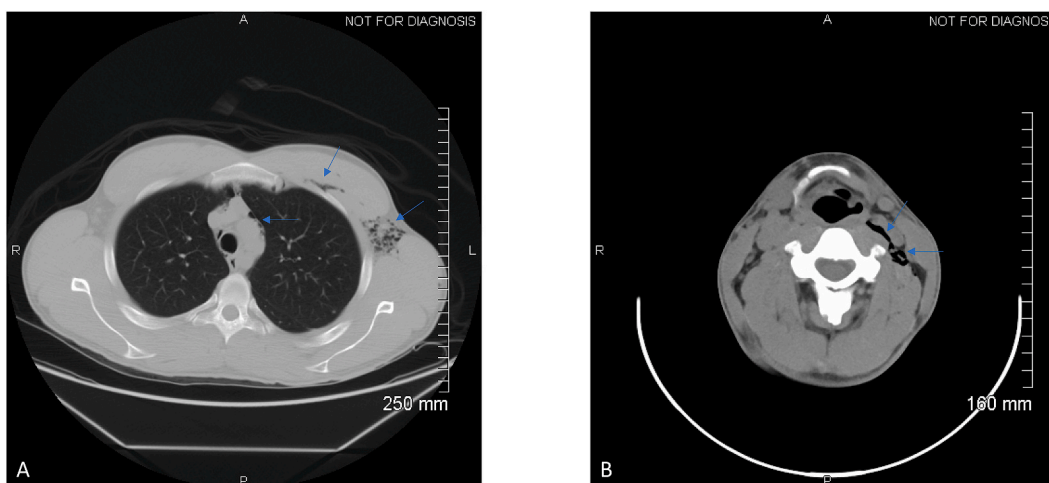 A
NOT FOR DIAGNOSIS
R
L
250 mm
A
P
A
NOT FOR DIAGNOS
R
160 mm
B
P